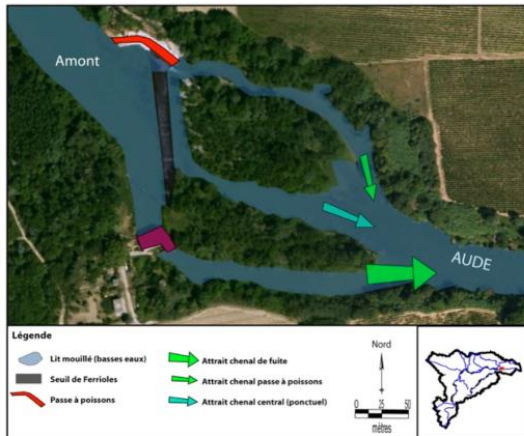 Amont
AUDE
Légende
Lit mouillé (basses eaux)
Seuil de Ferrioles
Passe à poissons
Attrait chenal de fuite
Attrait chenal passe à poissons
Attrait chenal central (ponctuel)
Nord
0 25 50
mètres